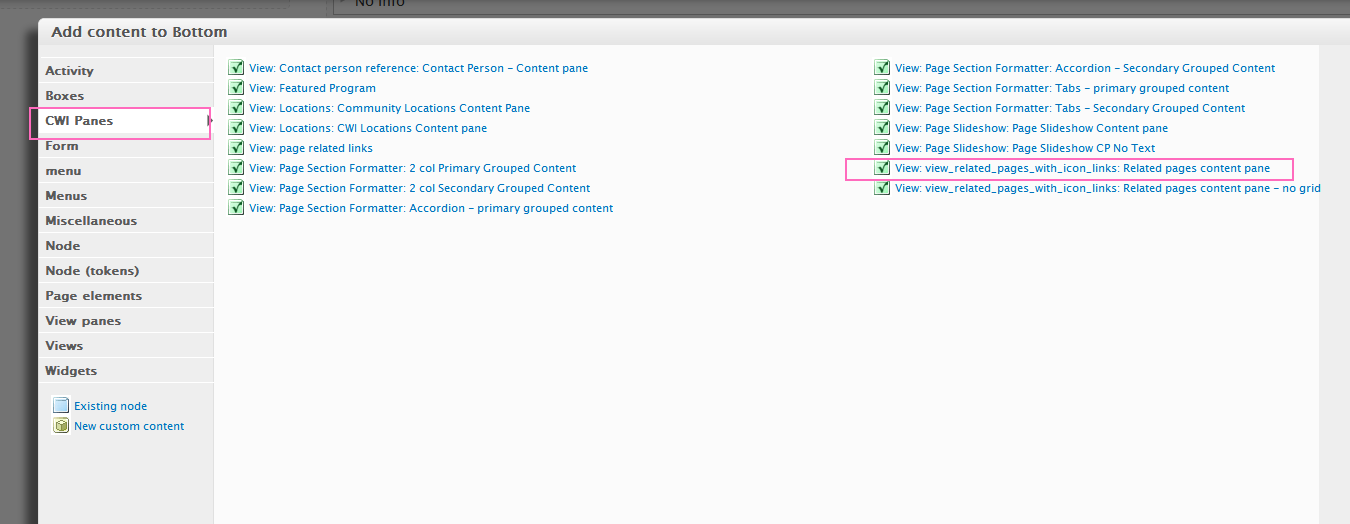 No info
Add content to Bottom
Activity
Boxes
CWI Panes
Form
menu
Menus
Miscellaneous
Node
Node (tokens)
Page elements
View panes
Views
Widgets
Existing node
New custom content
View: Contact person reference: Contact Person - Content pane
View: Featured Program
View: Locations: Community Locations Content Pane
View: Locations: CWI Locations Content pane
View: page related links
View: Page Section Formatter: 2 col Primary Grouped Content
View: Page Section Formatter: 2 col Secondary Grouped Content
View: Page Section Formatter: Accordion - primary grouped content
View: Page Section Formatter: Accordion - Secondary Grouped Content
View: Page Section Formatter: Tabs - primary grouped content
View: Page Section Formatter: Tabs - Secondary Grouped Content
View: Page Slideshow: Page Slideshow Content pane
View: Page Slideshow: Page Slideshow CP No Text
View: view_related_pages_with_icon_links: Related pages content pane
View: view_related_pages_with_icon_links: Related pages content pane - no grid